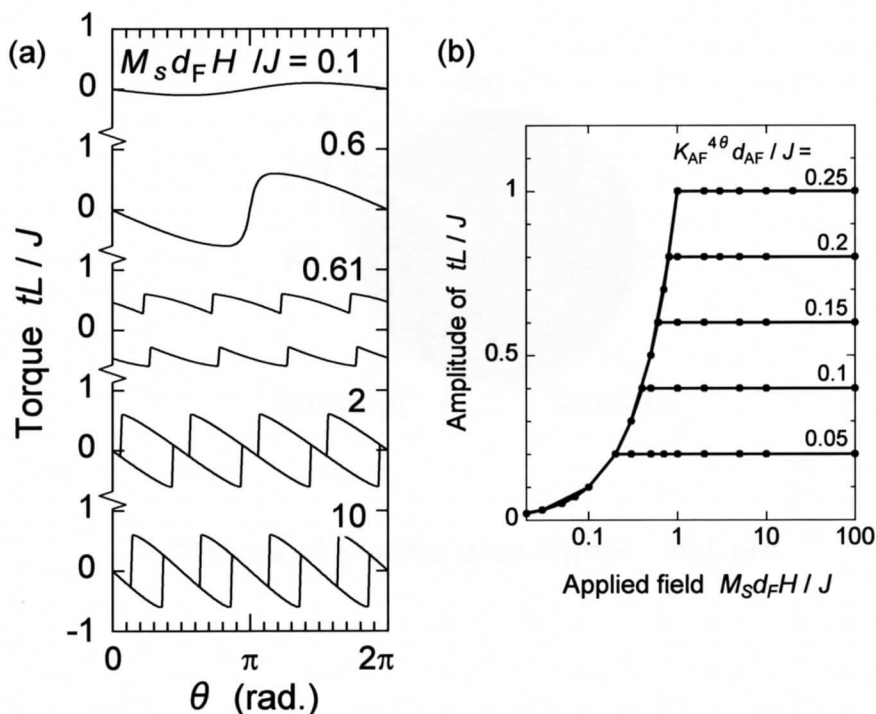 (a)
1
0
M_s d_F H /J = 0.1
1
0
0.6
1
0
0.61
1
0
2
1
0
-1
10
0
π
2π
Torque tL / J
θ (rad.)
(b)
K_AF^4θ d_AF / J =
0.25
0.2
0.15
0.1
0.05
1
0.5
0
0.1
1
10
100
Amplitude of tL / J
Applied field M_S d_F H / J